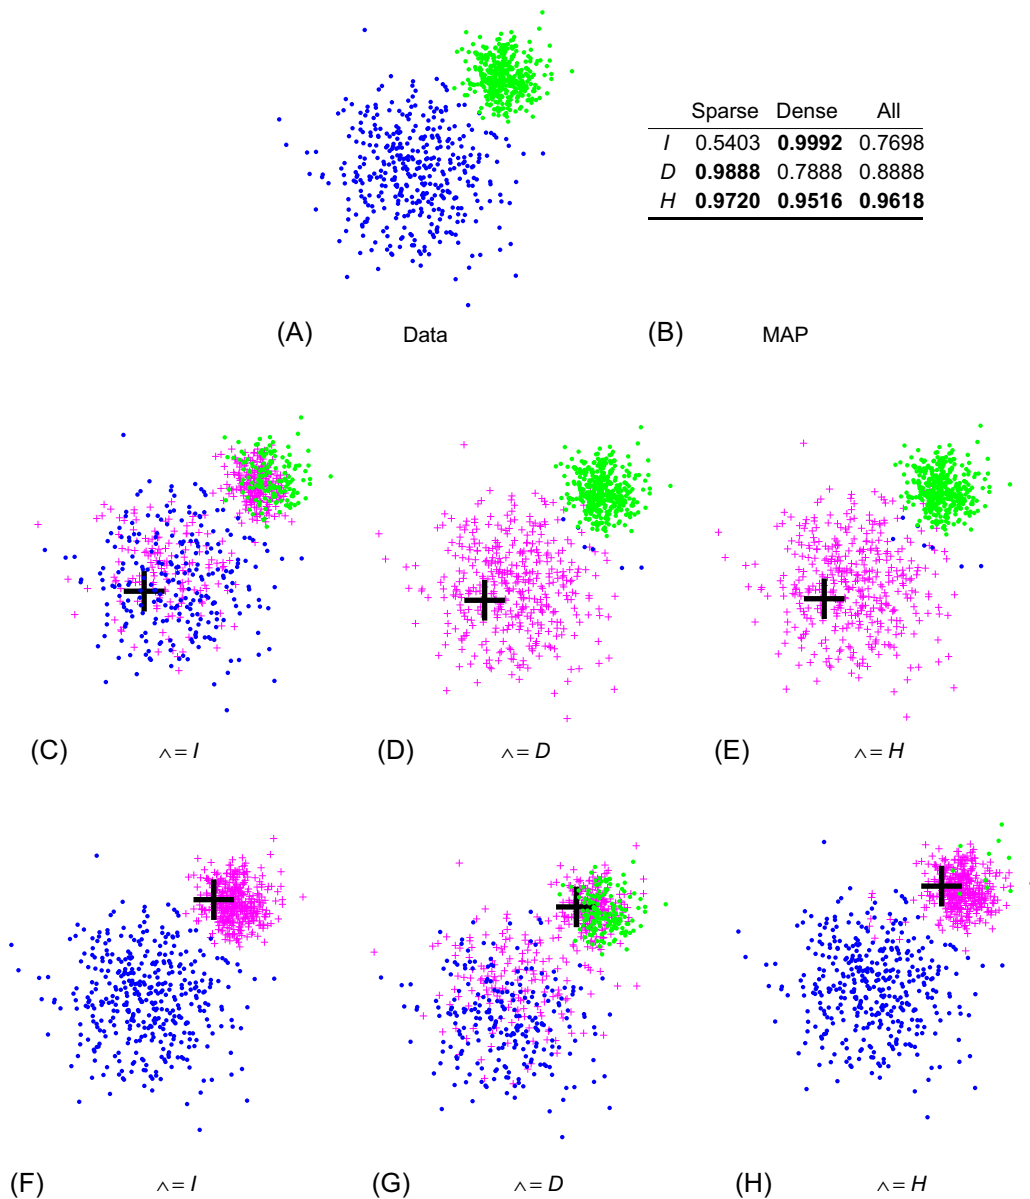 Sparse Dense All
I 0.5403 0.9992 0.7698
D 0.9888 0.7888 0.8888
H 0.9720 0.9516 0.9618
(A) Data
(B) MAP
(C) ∧ = I
(D) ∧ = D
(E) ∧ = H
(F) ∧ = I
(G) ∧ = D
(H) ∧ = H